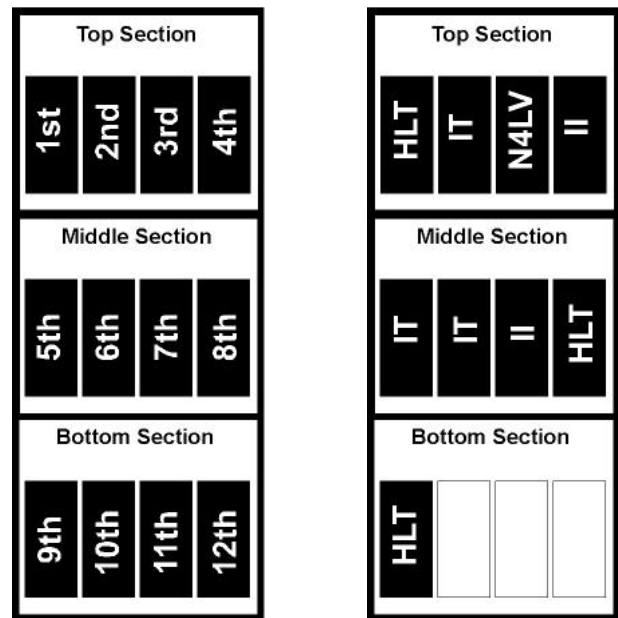 Top Section
1st 2nd 3rd 4th
Middle Section
5th 6th 7th 8th
Bottom Section
9th 10th 11th 12th
Top Section
HLT IT N4LV II
Middle Section
IT IT II HLT
Bottom Section
HLT